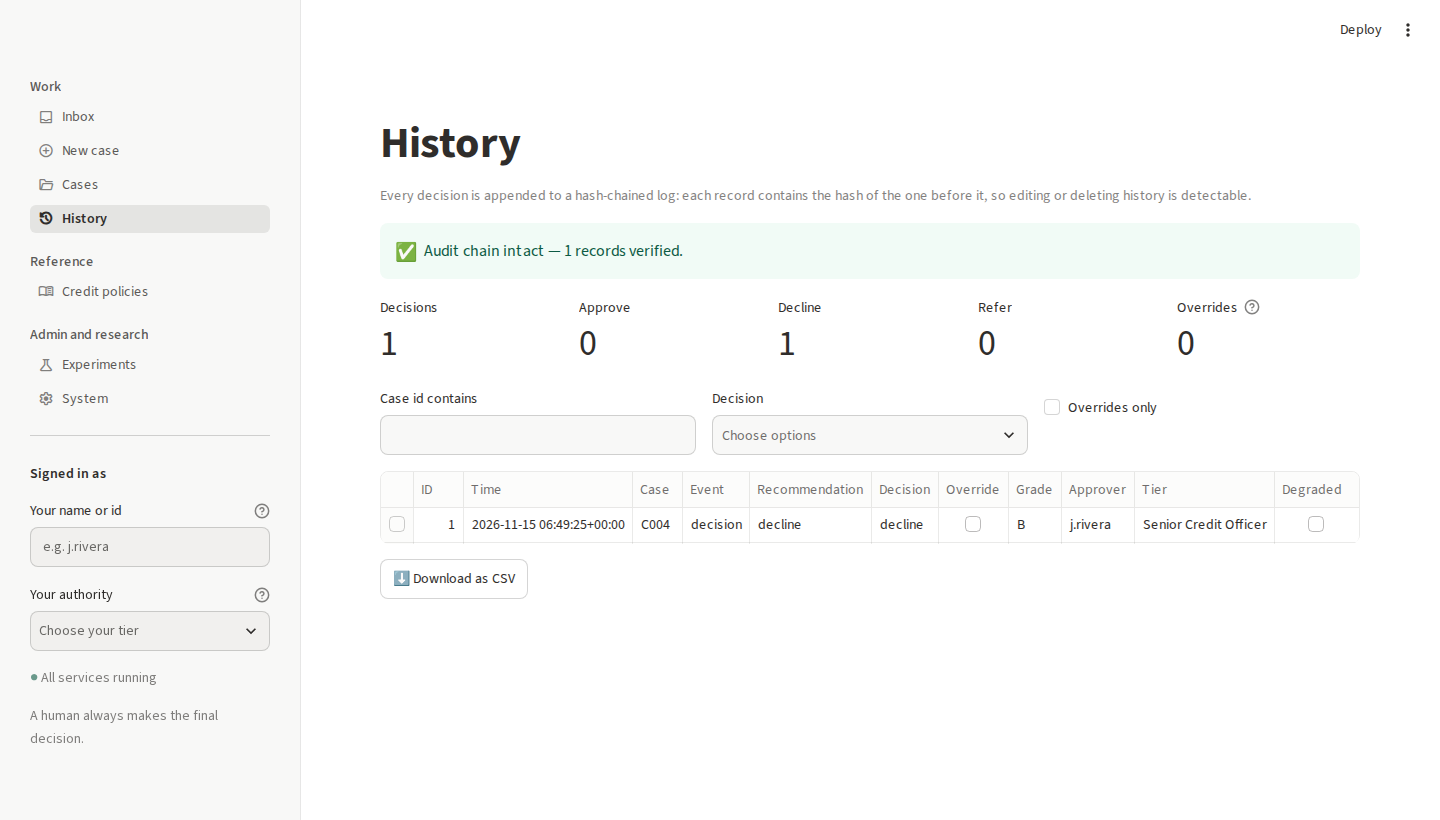 Deploy
Work
Inbox
New case
Cases
History
Reference
Credit policies
Admin and research
Experiments
System
Signed in as
Your name or id
e.g. j.rivera
Your authority
Choose your tier
All services running
A human always makes the final
decision.
History
Every decision is appended to a hash-chained log: each record contains the hash of the one before it, so editing or deleting history is detectable.
Audit chain intact — 1 records verified.
Decisions Approve Decline Refer Overrides
1 0 1 0 0
Case id contains Decision
Overrides only
Choose options
ID Time Case Event Recommendation Decision Override Grade Approver Tier Degraded
1 2026-11-15 06:49:25+00:00 C004 decision decline decline B j.rivera Senior Credit Officer
Download as CSV